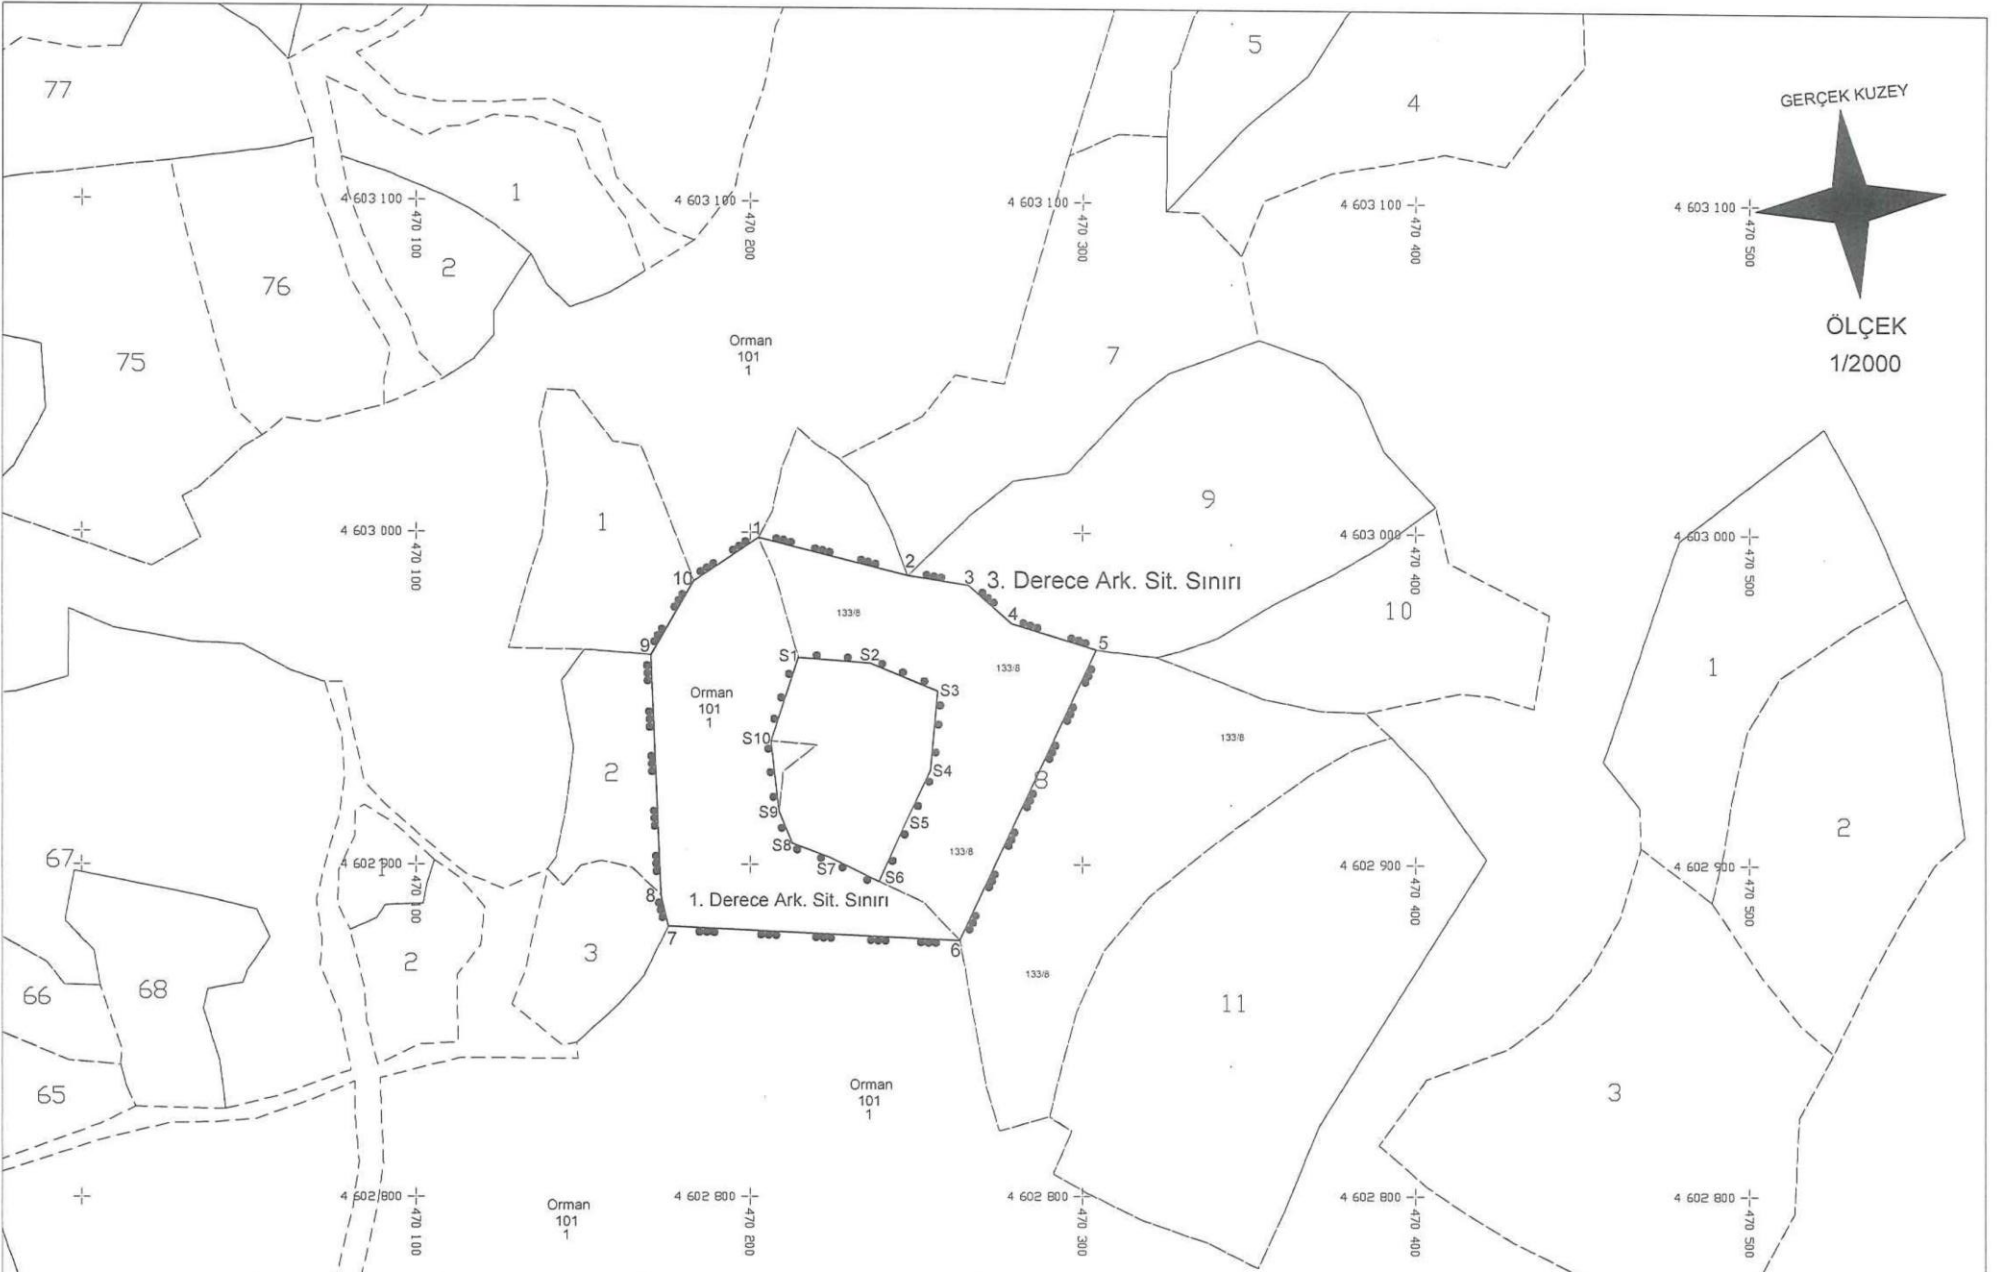 5
4
77
GERÇEK KUZEY
1
4 603 100
470 100
4 603 100
470 200
4 603 100
470 300
4 603 100
470 400
4 603 100
470 500
2
76
ÖLÇEK
1/2000
75
Orman
101
1
7
9
1
4 603 000
470 100
1
4 603 000
470 400
4 603 000
470 500
2
10
3
3. Derece Ark. Sit. Sınırı
133/8
4
10
9
5
S1
S2
133/8
1
S3
Orman
101
1
S10
133/8
2
S4
8
S9
S5
2
S8
133/8
67
4 602 900
470 100
1
S7
S6
4 602 900
470 400
4 602 900
470 500
8
1. Derece Ark. Sit. Sınırı
7
6
3
2
133/8
66
68
11
65
Orman
101
1
3
4 602 800
470 100
4 602 800
470 200
4 602 800
470 300
4 602 800
470 400
4 602 800
470 500
Orman
101
1